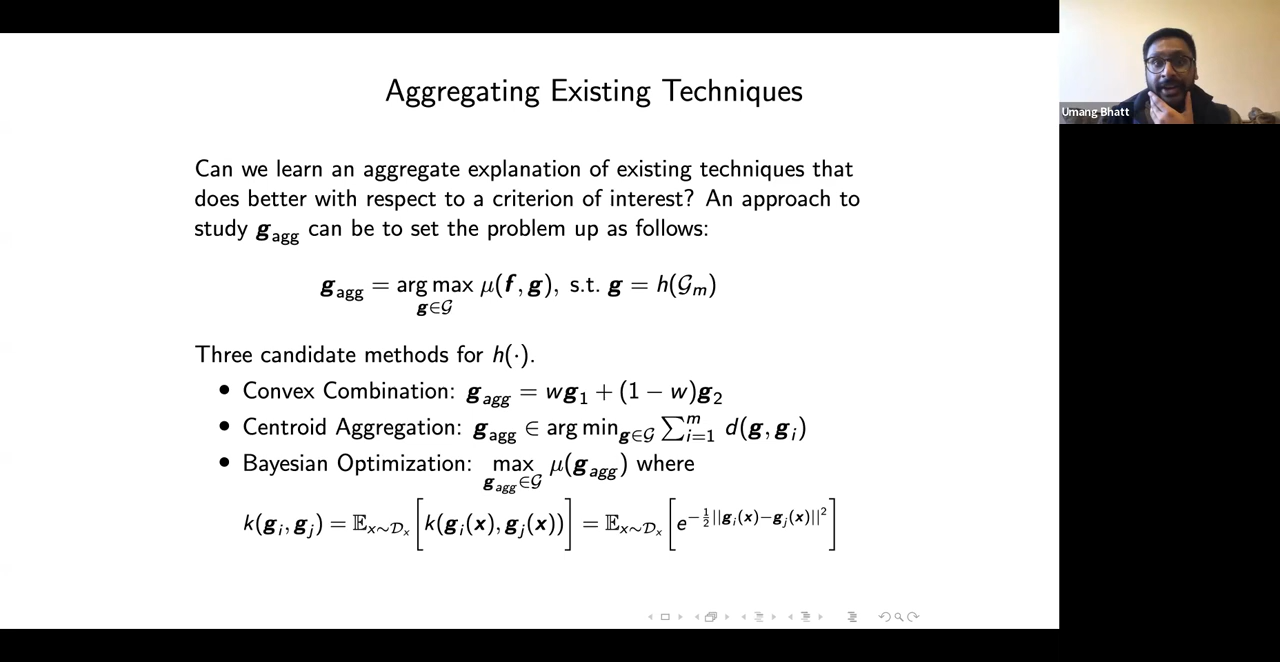 Aggregating Existing Techniques
Umang Bhatt
Can we learn an aggregate explanation of existing techniques that
does better with respect to a criterion of interest? An approach to
study g_agg can be to set the problem up as follows:
g_agg = arg max_{g∈𝒢} μ(f, g), s.t. g = h(𝒢_m)
Three candidate methods for h(·).
• Convex Combination: g_agg = wg_1 + (1 − w)g_2
• Centroid Aggregation: g_agg ∈ arg min_{g∈𝒢} ∑_{i=1}^{m} d(g, g_i)
• Bayesian Optimization: max_{g_agg∈𝒢} μ(g_agg) where
k(g_i, g_j) = 𝔼_{x∼𝒟_x}[k(g_i(x), g_j(x))] = 𝔼_{x∼𝒟_x}[e^{−½||g_i(x)−g_j(x)||²}]